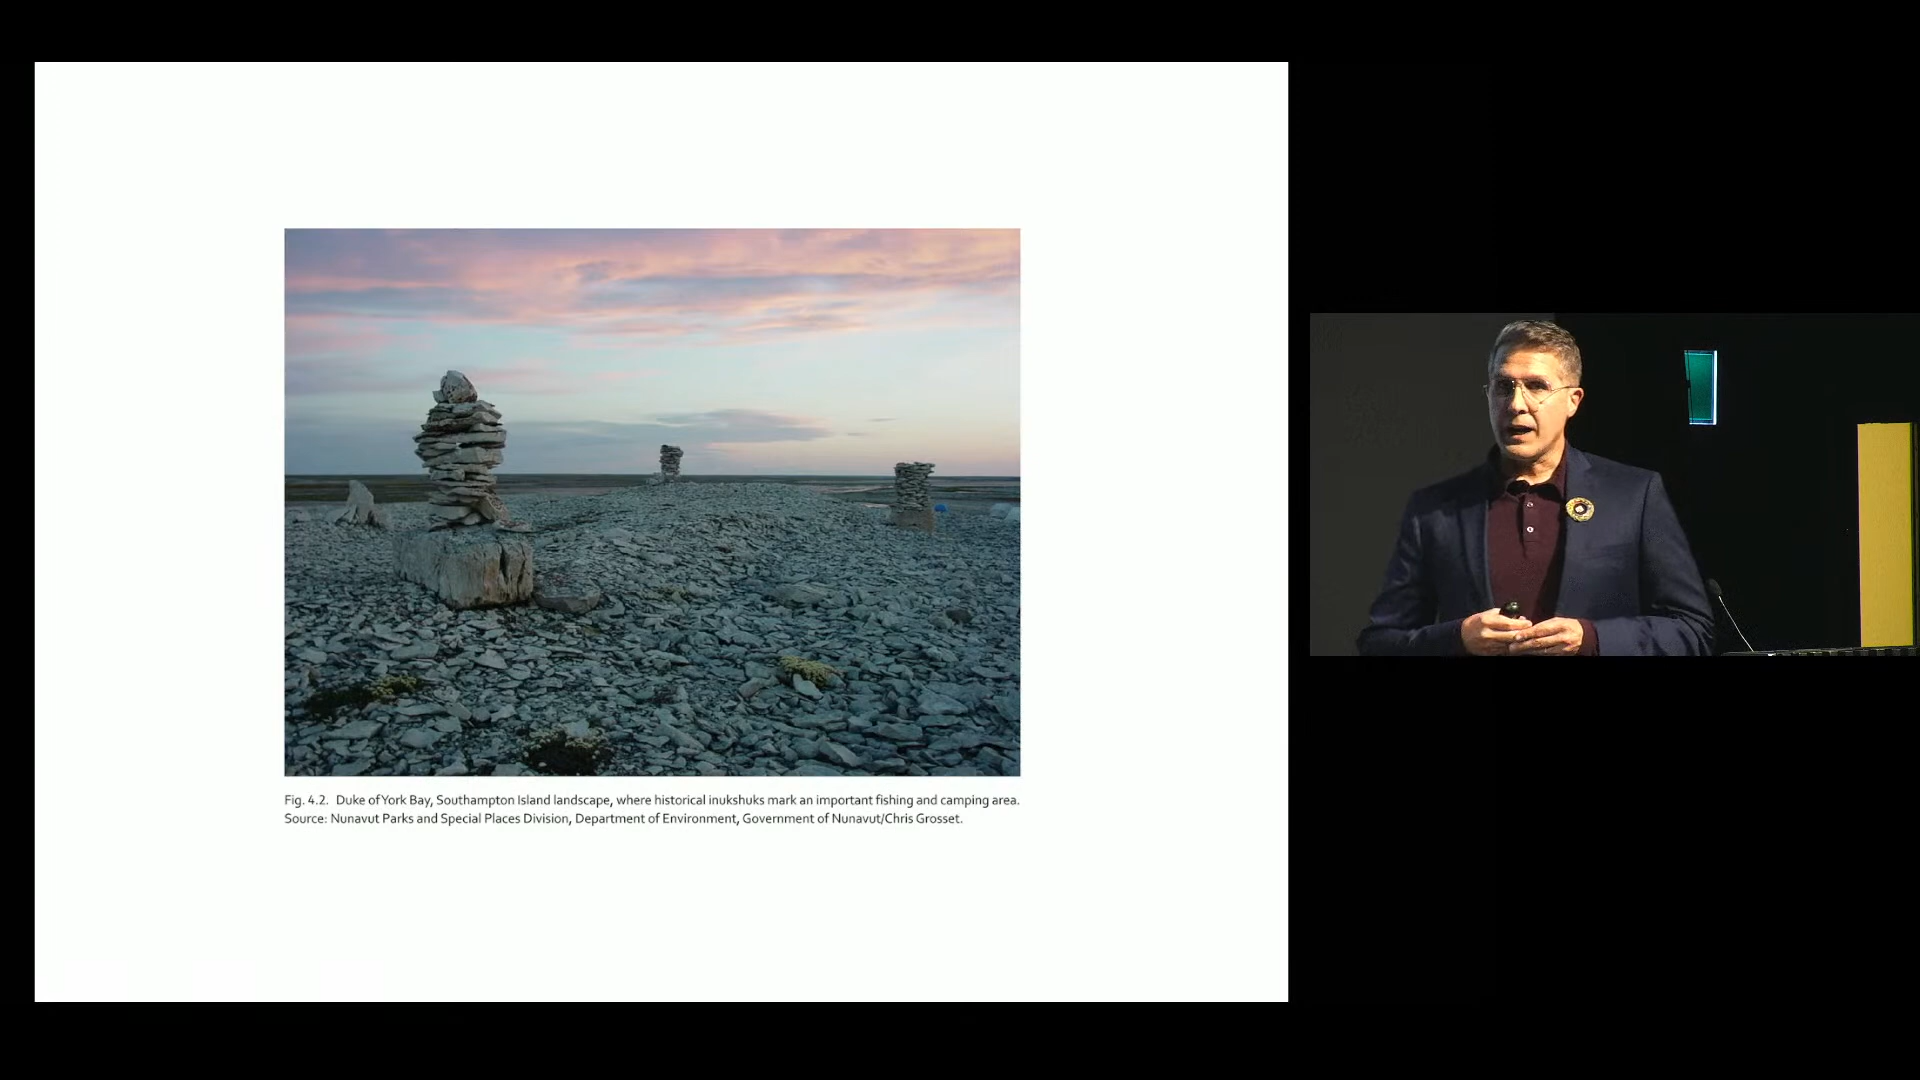 Fig. 4.2. Duke of York Bay, Southampton Island landscape, where historical inukshuks mark an important fishing and camping area.
Source: Nunavut Parks and Special Places Division, Department of Environment, Government of Nunavut/Chris Grosset.